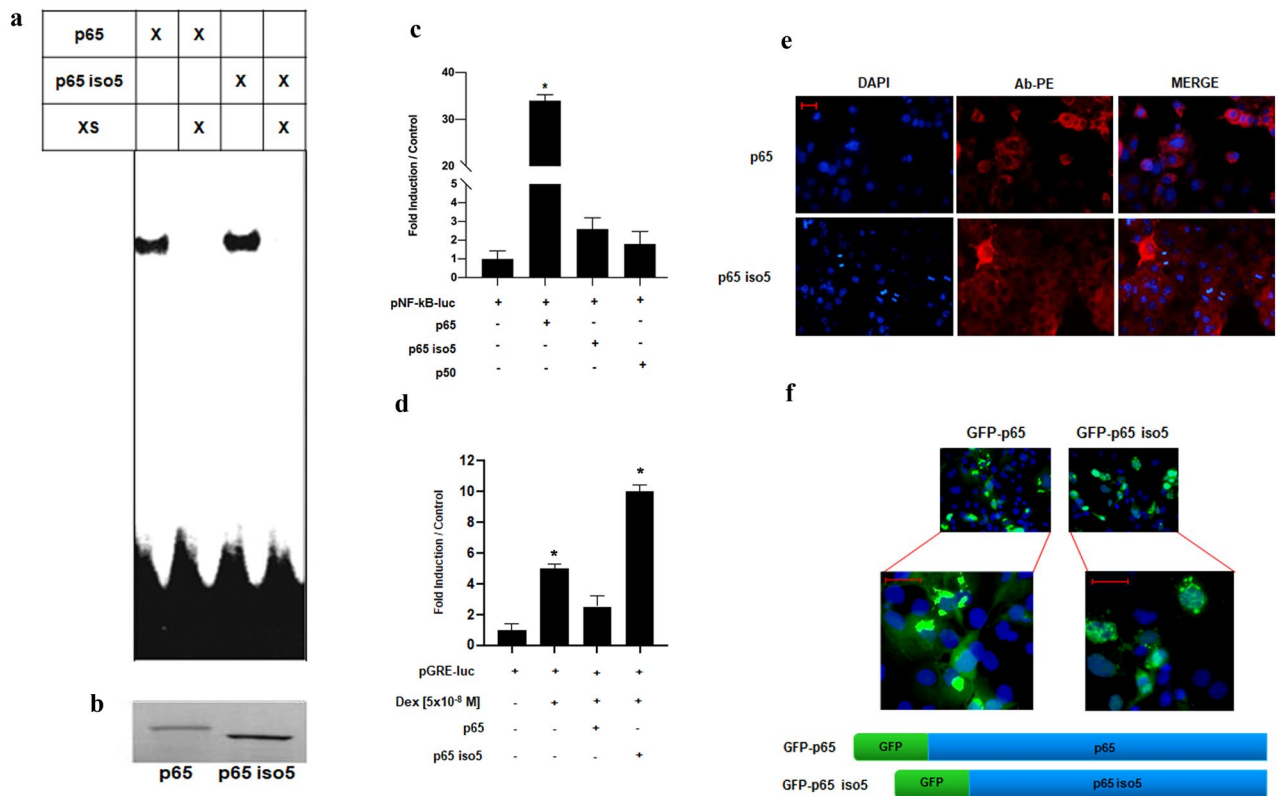 a
p65 X X
p65 iso5 X X
XS X X
b
p65 p65 iso5
c
Fold Induction / Control
40
30
20
5
4
3
2
1
0
*
pNF-kB-luc + + + +
p65 - + - -
p65 iso5 - - + -
p50 - - - +
d
Fold Induction / Control
12
10
8
6
4
2
0
* *
pGRE-luc + + + +
Dex [5x10⁻⁸ M] - + + +
p65 - - + -
p65 iso5 - - - +
e
DAPI Ab-PE MERGE
p65
p65 iso5
f
GFP-p65 GFP-p65 iso5
GFP-p65 GFP p65
GFP-p65 iso5 GFP p65 iso5